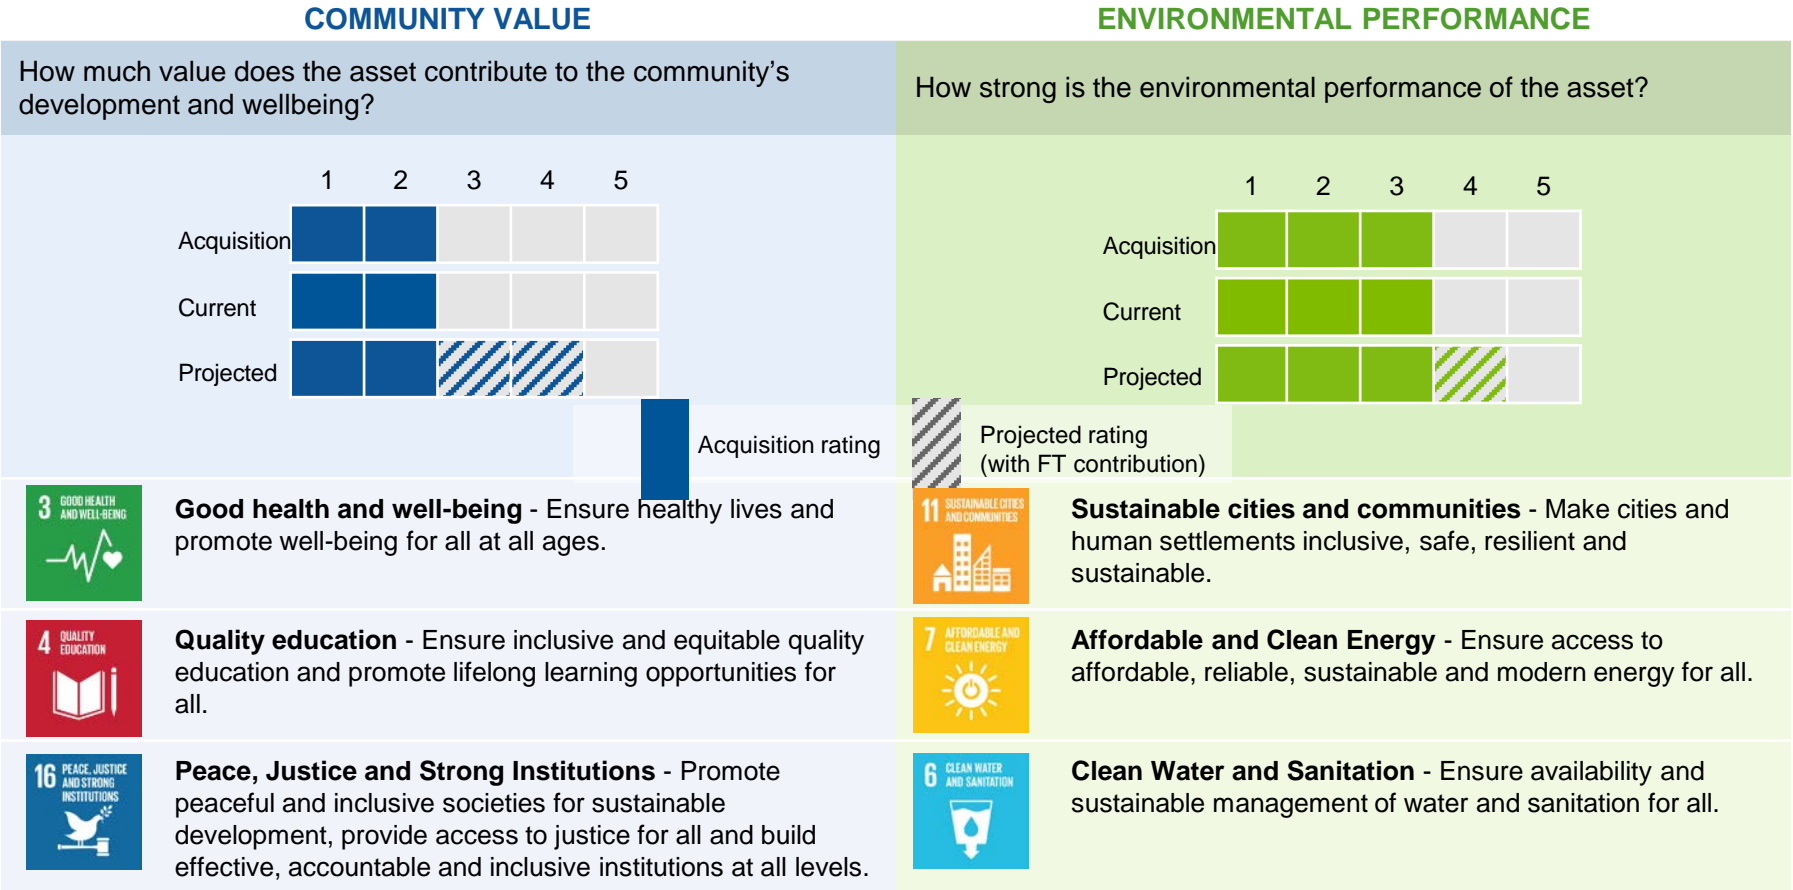 COMMUNITY VALUE
How much value does the asset contribute to the community’s
development and wellbeing?
1 2 3 4 5
Acquisition
Current
Projected
Acquisition rating
3 GOOD HEALTH
AND WELL-BEING
Good health and well-being - Ensure healthy lives and
promote well-being for all at all ages.
4 QUALITY
EDUCATION
Quality education - Ensure inclusive and equitable quality
education and promote lifelong learning opportunities for
all.
16 PEACE, JUSTICE
AND STRONG
INSTITUTIONS
Peace, Justice and Strong Institutions - Promote
peaceful and inclusive societies for sustainable
development, provide access to justice for all and build
effective, accountable and inclusive institutions at all levels.
ENVIRONMENTAL PERFORMANCE
How strong is the environmental performance of the asset?
1 2 3 4 5
Acquisition
Current
Projected
Projected rating
(with FT contribution)
11 SUSTAINABLE CITIES
AND COMMUNITIES
Sustainable cities and communities - Make cities and
human settlements inclusive, safe, resilient and
sustainable.
7 AFFORDABLE AND
CLEAN ENERGY
Affordable and Clean Energy - Ensure access to
affordable, reliable, sustainable and modern energy for all.
6 CLEAN WATER
AND SANITATION
Clean Water and Sanitation - Ensure availability and
sustainable management of water and sanitation for all.